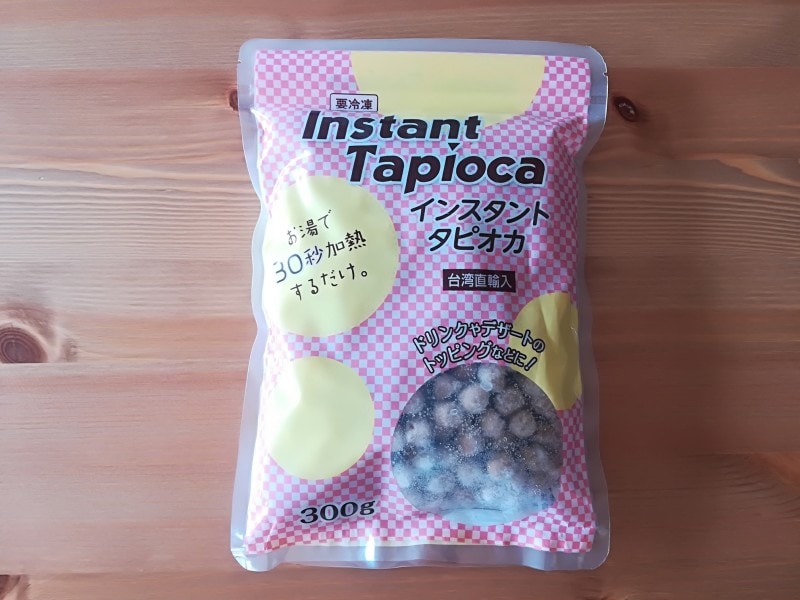 要冷凍
Instant
Tapioca
インスタント
タピオカ
お湯で
30秒加熱
するだけ。
台湾直輸入
ドリンクやデザートの
トッピングなどに!
300g